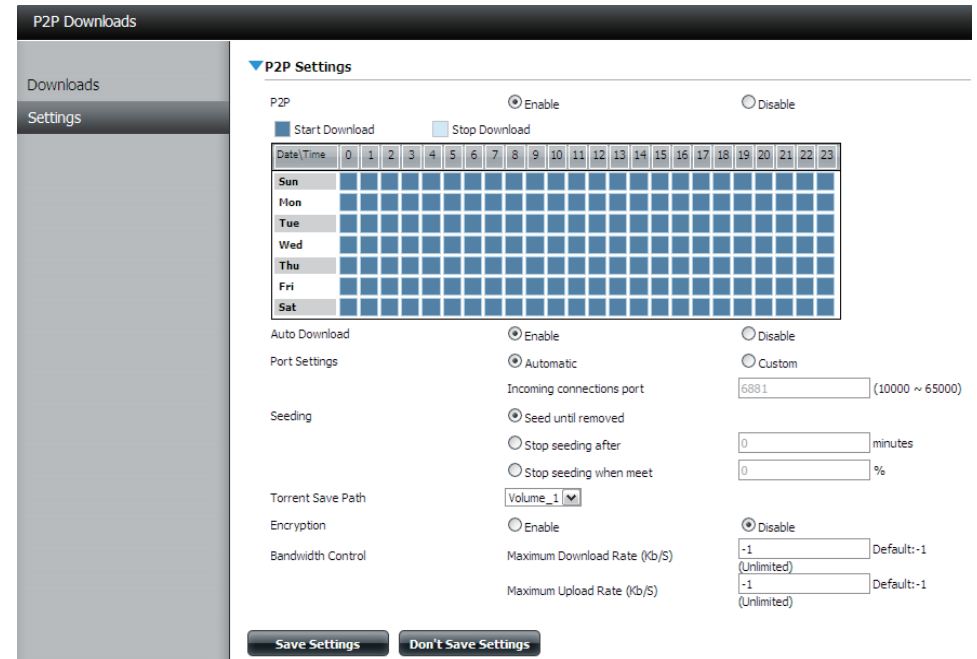 P2P Downloads
Downloads
Settings
P2P Settings
P2P Enable Disable
Start Download Stop Download
Date\Time 0 1 2 3 4 5 6 7 8 9 10 11 12 13 14 15 16 17 18 19 20 21 22 23
Sun
Mon
Tue
Wed
Thu
Fri
Sat
Auto Download Enable Disable
Port Settings Automatic Custom
Incoming connections port 6881 (10000 ~ 65000)
Seeding Seed until removed
Stop seeding after 0 minutes
Stop seeding when meet 0 %
Torrent Save Path Volume_1
Encryption Enable Disable
Bandwidth Control Maximum Download Rate (Kb/S) -1 Default:-1
(Unlimited)
Maximum Upload Rate (Kb/S) -1 Default:-1
(Unlimited)
Save Settings Don't Save Settings